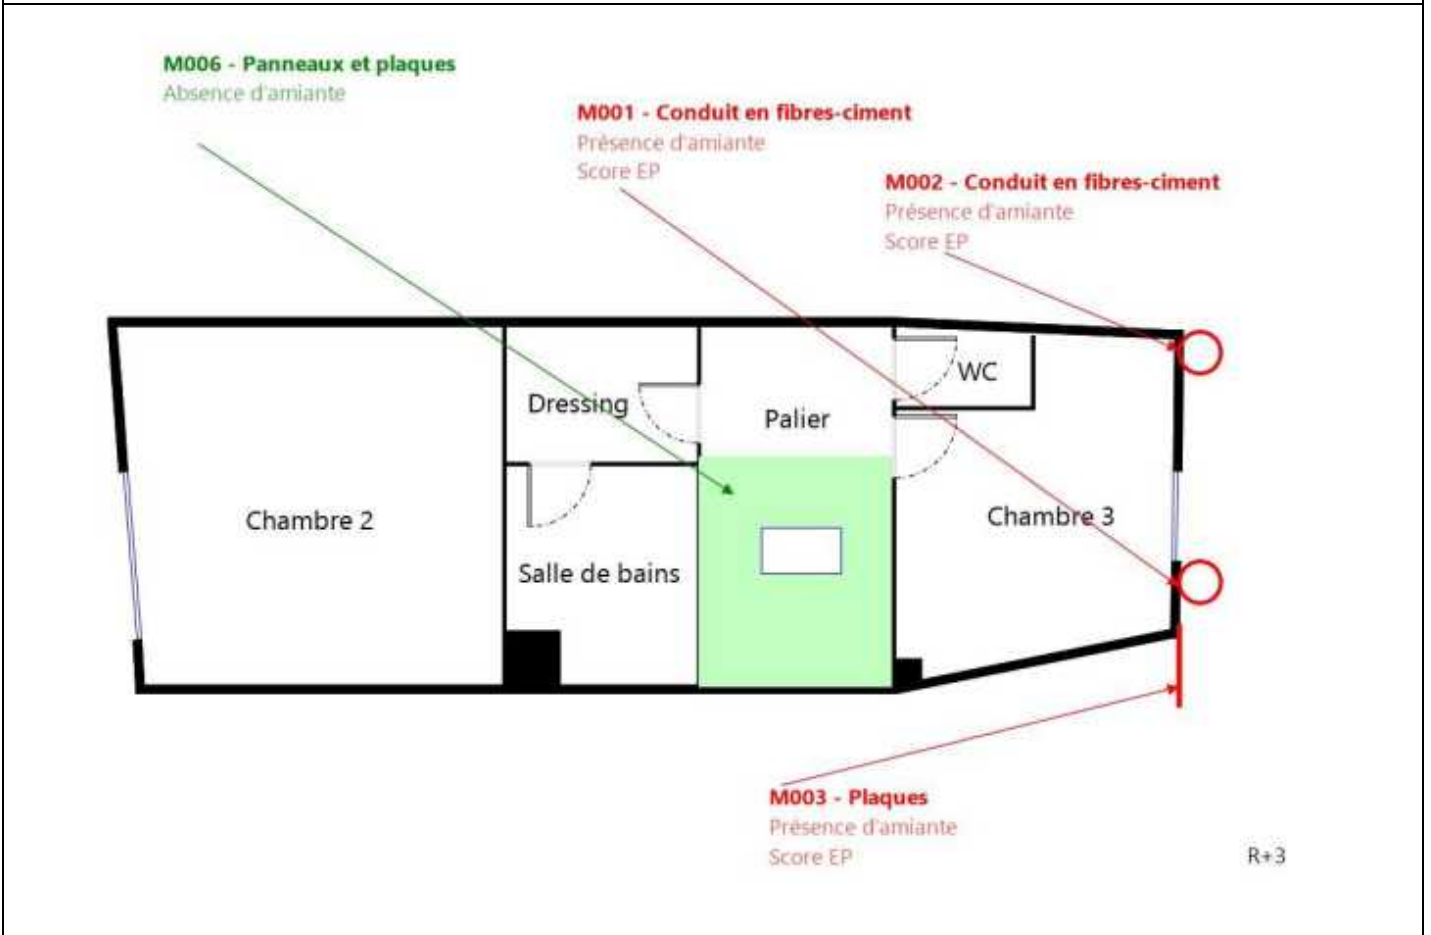 M006 - Panneaux et plaques
Absence d'amiante
M001 - Conduit en fibres-ciment
Présence d'amiante
Score EP
M002 - Conduit en fibres-ciment
Présence d'amiante
Score EP
WC
Dressing
Palier
Chambre 2
Chambre 3
Salle de bains
M003 - Plaques
Présence d'amiante
Score EP
R+3